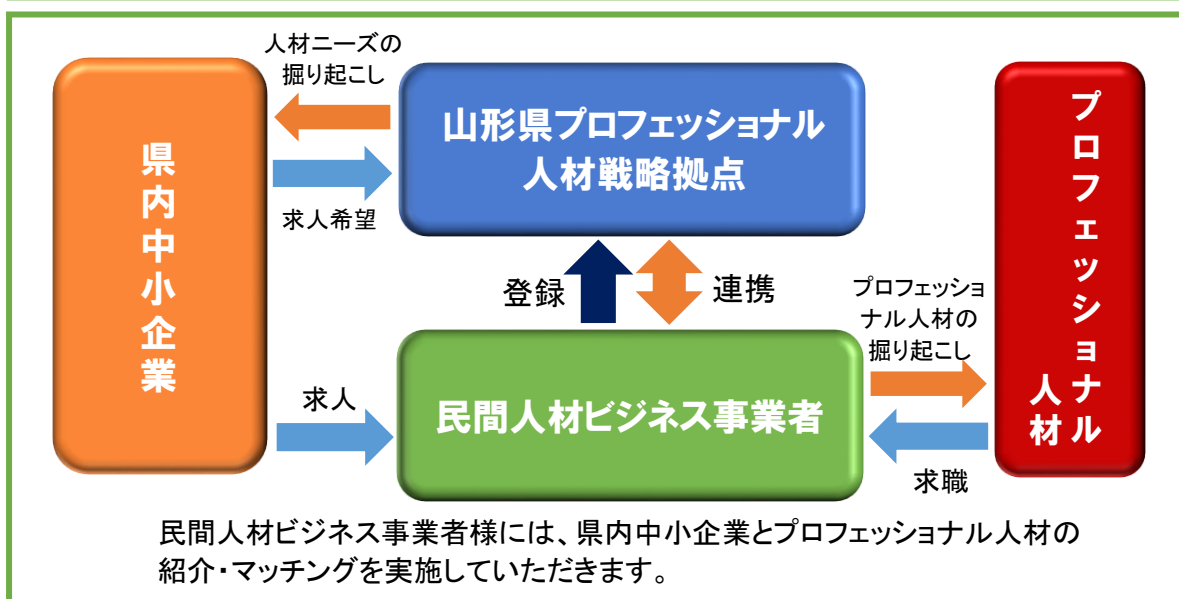 人材ニーズの
掘り起こし
県内中小企業
山形県プロフェッショナル
人材戦略拠点
求人希望
登録
連携
プロフェッショ
ナル人材の
掘り起こし
プロフェッショナル
人材
求人
民間人材ビジネス事業者
求職
民間人材ビジネス事業者様には、県内中小企業とプロフェッショナル人材の
紹介・マッチングを実施していただきます。